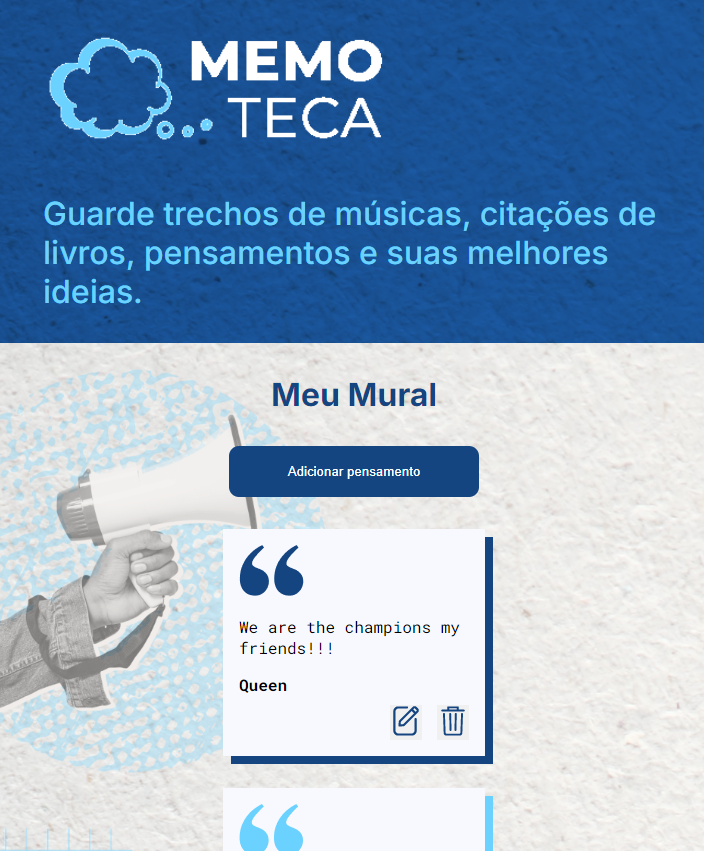 MEMO
TECA
Guarde trechos de músicas, citações de
livros, pensamentos e suas melhores
ideias.
Meu Mural
Adicionar pensamento
We are the champions my
friends!!!
Queen